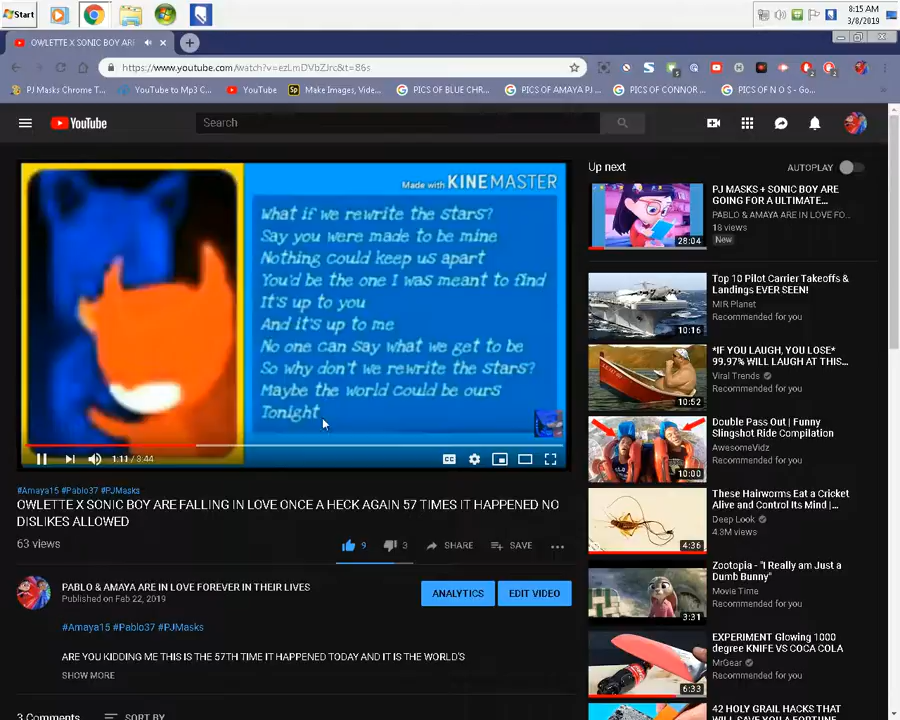 Start
8:15 AM
3/8/2019
OWLETTE X SONIC BOY ARE
https://www.youtube.com/watch?v=ezLmDVbZJrc&t=86s
PJ Masks Chrome T...
YouTube to Mp3 C...
YouTube
Sp Make Images, Vide...
PICS OF BLUE CHR...
PICS OF AMAYA PJ ...
PICS OF CONNOR ...
PICS OF N O S - Go...
YouTube
Search
Made with KINEMASTER
What if we rewrite the stars?
Say you were made to be mine
Nothing could keep us apart
You'd be the one I was meant to find
It's up to you
And it's up to me
No one can say what we get to be
So why don't we rewrite the stars?
Maybe the world could be ours
Tonight
1:11 / 3:44
CC
#Amaya15 #Pablo37 #PJMasks
OWLETTE X SONIC BOY ARE FALLING IN LOVE ONCE A HECK AGAIN 57 TIMES IT HAPPENED NO
DISLIKES ALLOWED
63 views
9
3
SHARE
SAVE
PABLO & AMAYA ARE IN LOVE FOREVER IN THEIR LIVES
Published on Feb 22, 2019
ANALYTICS
EDIT VIDEO
#Amaya15 #Pablo37 #PJMasks
ARE YOU KIDDING ME THIS IS THE 57TH TIME IT HAPPENED TODAY AND IT IS THE WORLD'S
SHOW MORE
3 Comments
SORT BY
Up next
AUTOPLAY
PJ MASKS + SONIC BOY ARE
GOING FOR A ULTIMATE...
PABLO & AMAYA ARE IN LOVE FO...
18 views
New
28:04
Top 10 Pilot Carrier Takeoffs &
Landings EVER SEEN!
MIR Planet
Recommended for you
10:16
*IF YOU LAUGH, YOU LOSE*
99.97% WILL LAUGH AT THIS...
Viral Trends
Recommended for you
10:52
Double Pass Out | Funny
Slingshot Ride Compilation
AwesomeVidz
Recommended for you
10:00
These Hairworms Eat a Cricket
Alive and Control Its Mind |...
Deep Look
4.3M views
4:36
Zootopia - "I Really am Just a
Dumb Bunny"
Movie Time
Recommended for you
3:31
EXPERIMENT Glowing 1000
degree KNIFE VS COCA COLA
MrGear
Recommended for you
6:33
42 HOLY GRAIL HACKS THAT
WILL SAVE YOU A FORTUNE